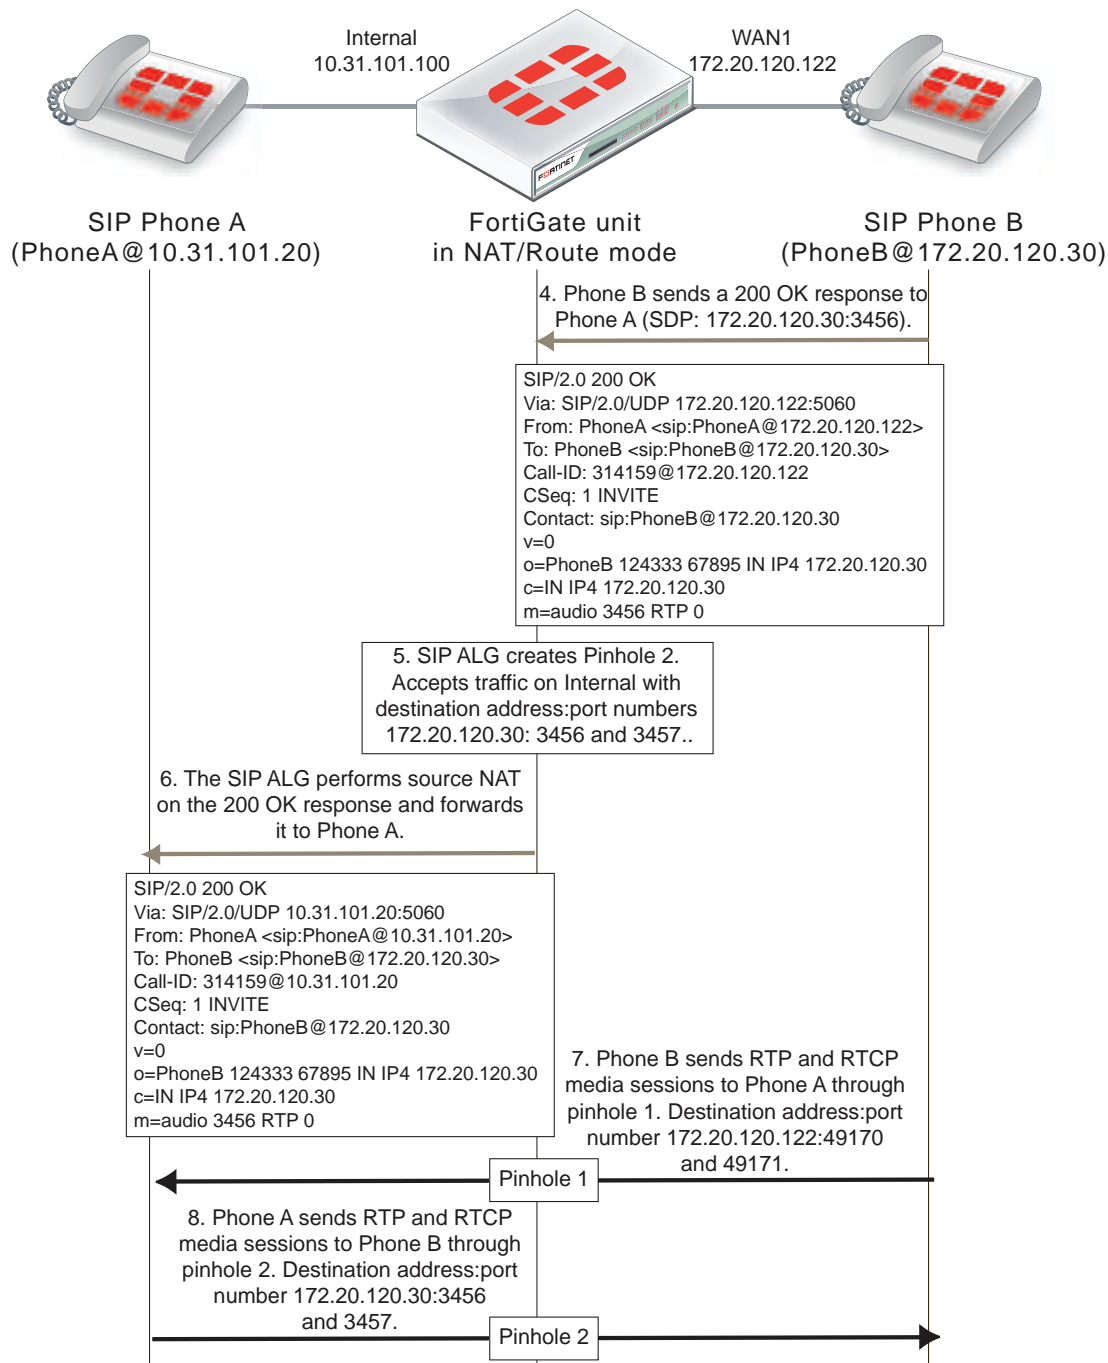 Internal
10.31.101.100
WAN1
172.20.120.122
FORTINET
SIP Phone A
(PhoneA@10.31.101.20)
FortiGate unit
in NAT/Route mode
SIP Phone B
(PhoneB@172.20.120.30)
4. Phone B sends a 200 OK response to
Phone A (SDP: 172.20.120.30:3456).
SIP/2.0 200 OK
Via: SIP/2.0/UDP 172.20.120.122:5060
From: PhoneA <sip:PhoneA@172.20.120.122>
To: PhoneB <sip:PhoneB@172.20.120.30>
Call-ID: 314159@172.20.120.122
CSeq: 1 INVITE
Contact: sip:PhoneB@172.20.120.30
v=0
o=PhoneB 124333 67895 IN IP4 172.20.120.30
c=IN IP4 172.20.120.30
m=audio 3456 RTP 0
5. SIP ALG creates Pinhole 2.
Accepts traffic on Internal with
destination address:port numbers
172.20.120.30: 3456 and 3457..
6. The SIP ALG performs source NAT
on the 200 OK response and forwards
it to Phone A.
SIP/2.0 200 OK
Via: SIP/2.0/UDP 10.31.101.20:5060
From: PhoneA <sip:PhoneA@10.31.101.20>
To: PhoneB <sip:PhoneB@172.20.120.30>
Call-ID: 314159@10.31.101.20
CSeq: 1 INVITE
Contact: sip:PhoneB@172.20.120.30
v=0
o=PhoneB 124333 67895 IN IP4 172.20.120.30
c=IN IP4 172.20.120.30
m=audio 3456 RTP 0
7. Phone B sends RTP and RTCP
media sessions to Phone A through
pinhole 1. Destination address:port
number 172.20.120.122:49170
and 49171.
Pinhole 1
8. Phone A sends RTP and RTCP
media sessions to Phone B through
pinhole 2. Destination address:port
number 172.20.120.30:3456
and 3457.
Pinhole 2